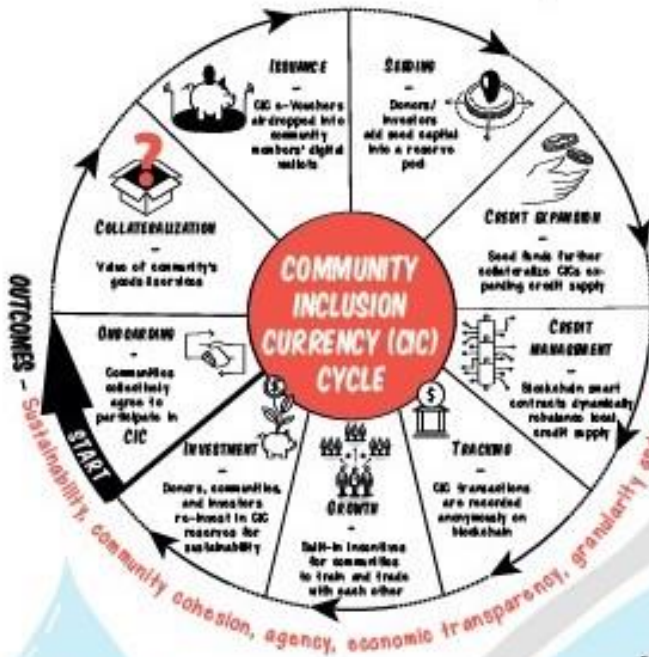 COMMUNITY
INCLUSION
CURRENCY (CIC)
CYCLE
START
ONBOARDING
–
Communities
collectively
agree to
participate in
CIC
?
COLLATERALIZATION
–
Value of community's
goods & services
ISSUANCE
–
CIC e-Vouchers
airdropped into
community
members' digital
wallets
SEEDING
–
Donors/
investors
add seed capital
into a reserve
pool
CREDIT EXPANSION
–
Seed funds further
collateralize CICs ex-
panding credit supply
CREDIT
MANAGMENT
–
Blockchain smart
contracts dynamically
rebalance local
credit supply
$
TRACKING
–
CIC transactions
are recorded
anonymously on
blockchain
GROWTH
–
Built-in incentives
for communities
to train and trade
with each other
$
INVESTMENT
–
Donors, communities,
and investors
re-invest in CIC
reserves for
sustainability
OUTCOMES – Sustainability, community cohesion, agency, economic transparency, granularity and